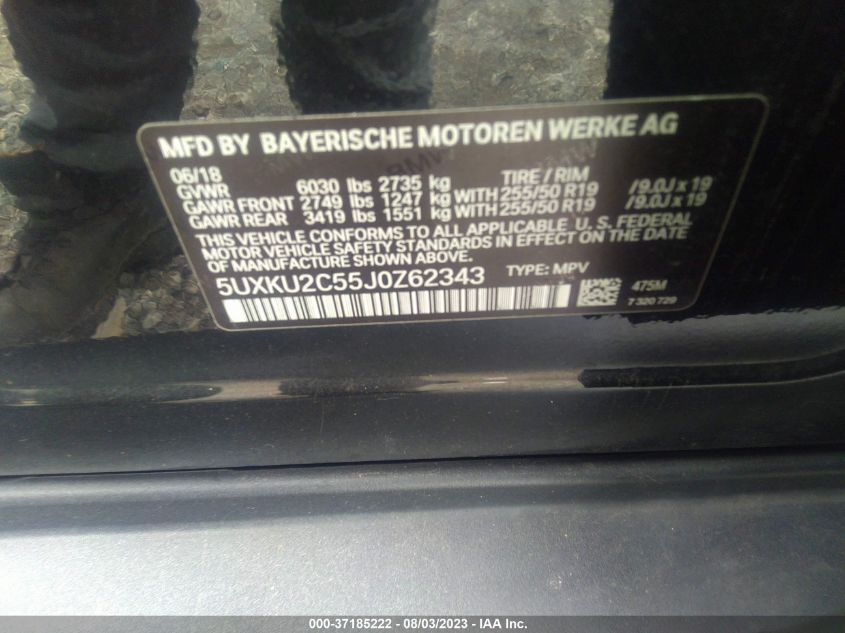 MFD BY BAYERISCHE MOTOREN WERKE AG
06/18 TIRE / RIM
GVWR 6030 lbs 2735 kg
GAWR FRONT 2749 lbs 1247 kg WITH 255/50 R19 /9.0J x 19
GAWR REAR 3419 lbs 1551 kg WITH 255/50 R19 /9.0J x 19
THIS VEHICLE CONFORMS TO ALL APPLICABLE U. S. FEDERAL
MOTOR VEHICLE SAFETY STANDARDS IN EFFECT ON THE DATE
OF MANUFACTURE SHOWN ABOVE.
5UXKU2C55J0Z62343 TYPE: MPV
475M
7 320 729
000-37185222 - 08/03/2023 - IAA Inc.